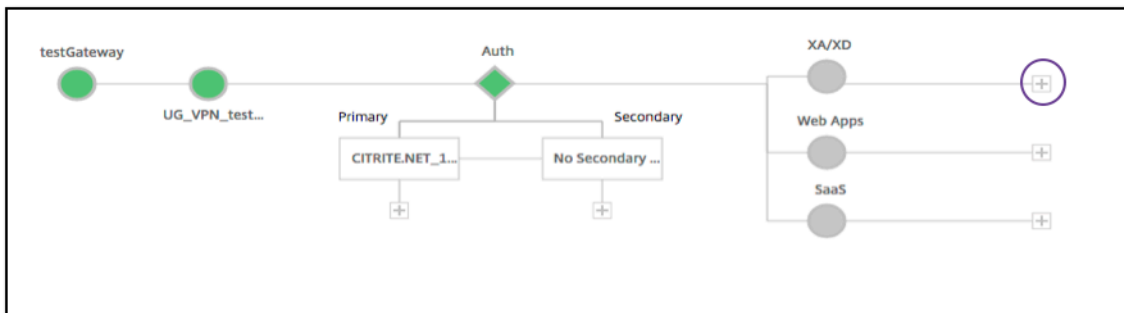 testGateway
UG_VPN_test...
Auth
Primary
Secondary
CITRITE.NET_1...
No Secondary ...
XA/XD
Web Apps
SaaS